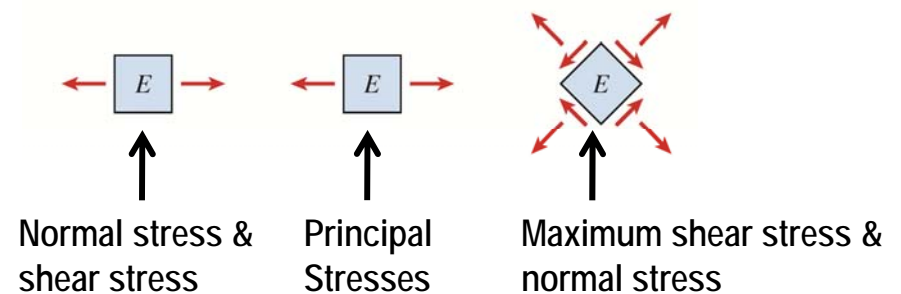 E
E
E
Normal stress &
shear stress
Principal
Stresses
Maximum shear stress &
normal stress